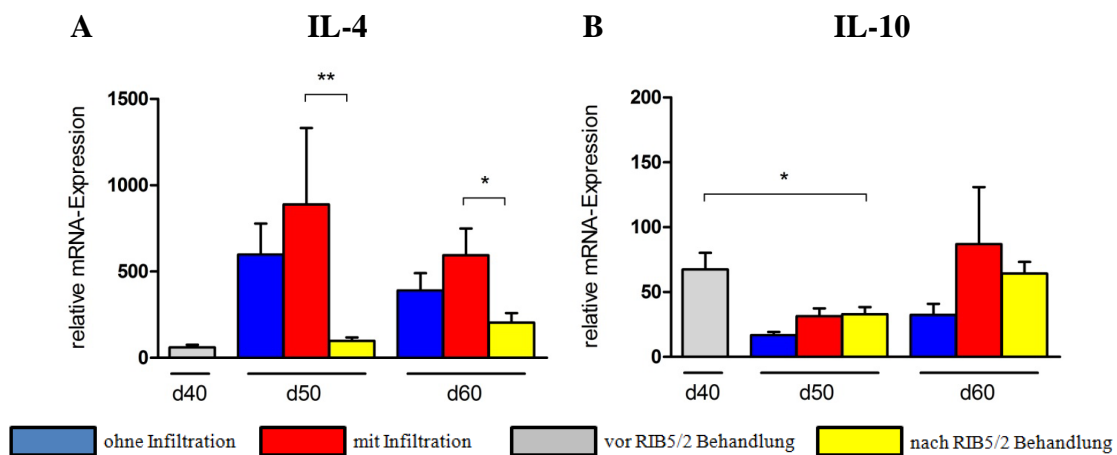 A IL-4
relative mRNA-Expression
1500
1000
500
0
**
*
d40 d50 d60
B IL-10
relative mRNA-Expression
200
150
100
50
0
*
d40 d50 d60
ohne Infiltration mit Infiltration vor RIB5/2 Behandlung nach RIB5/2 Behandlung